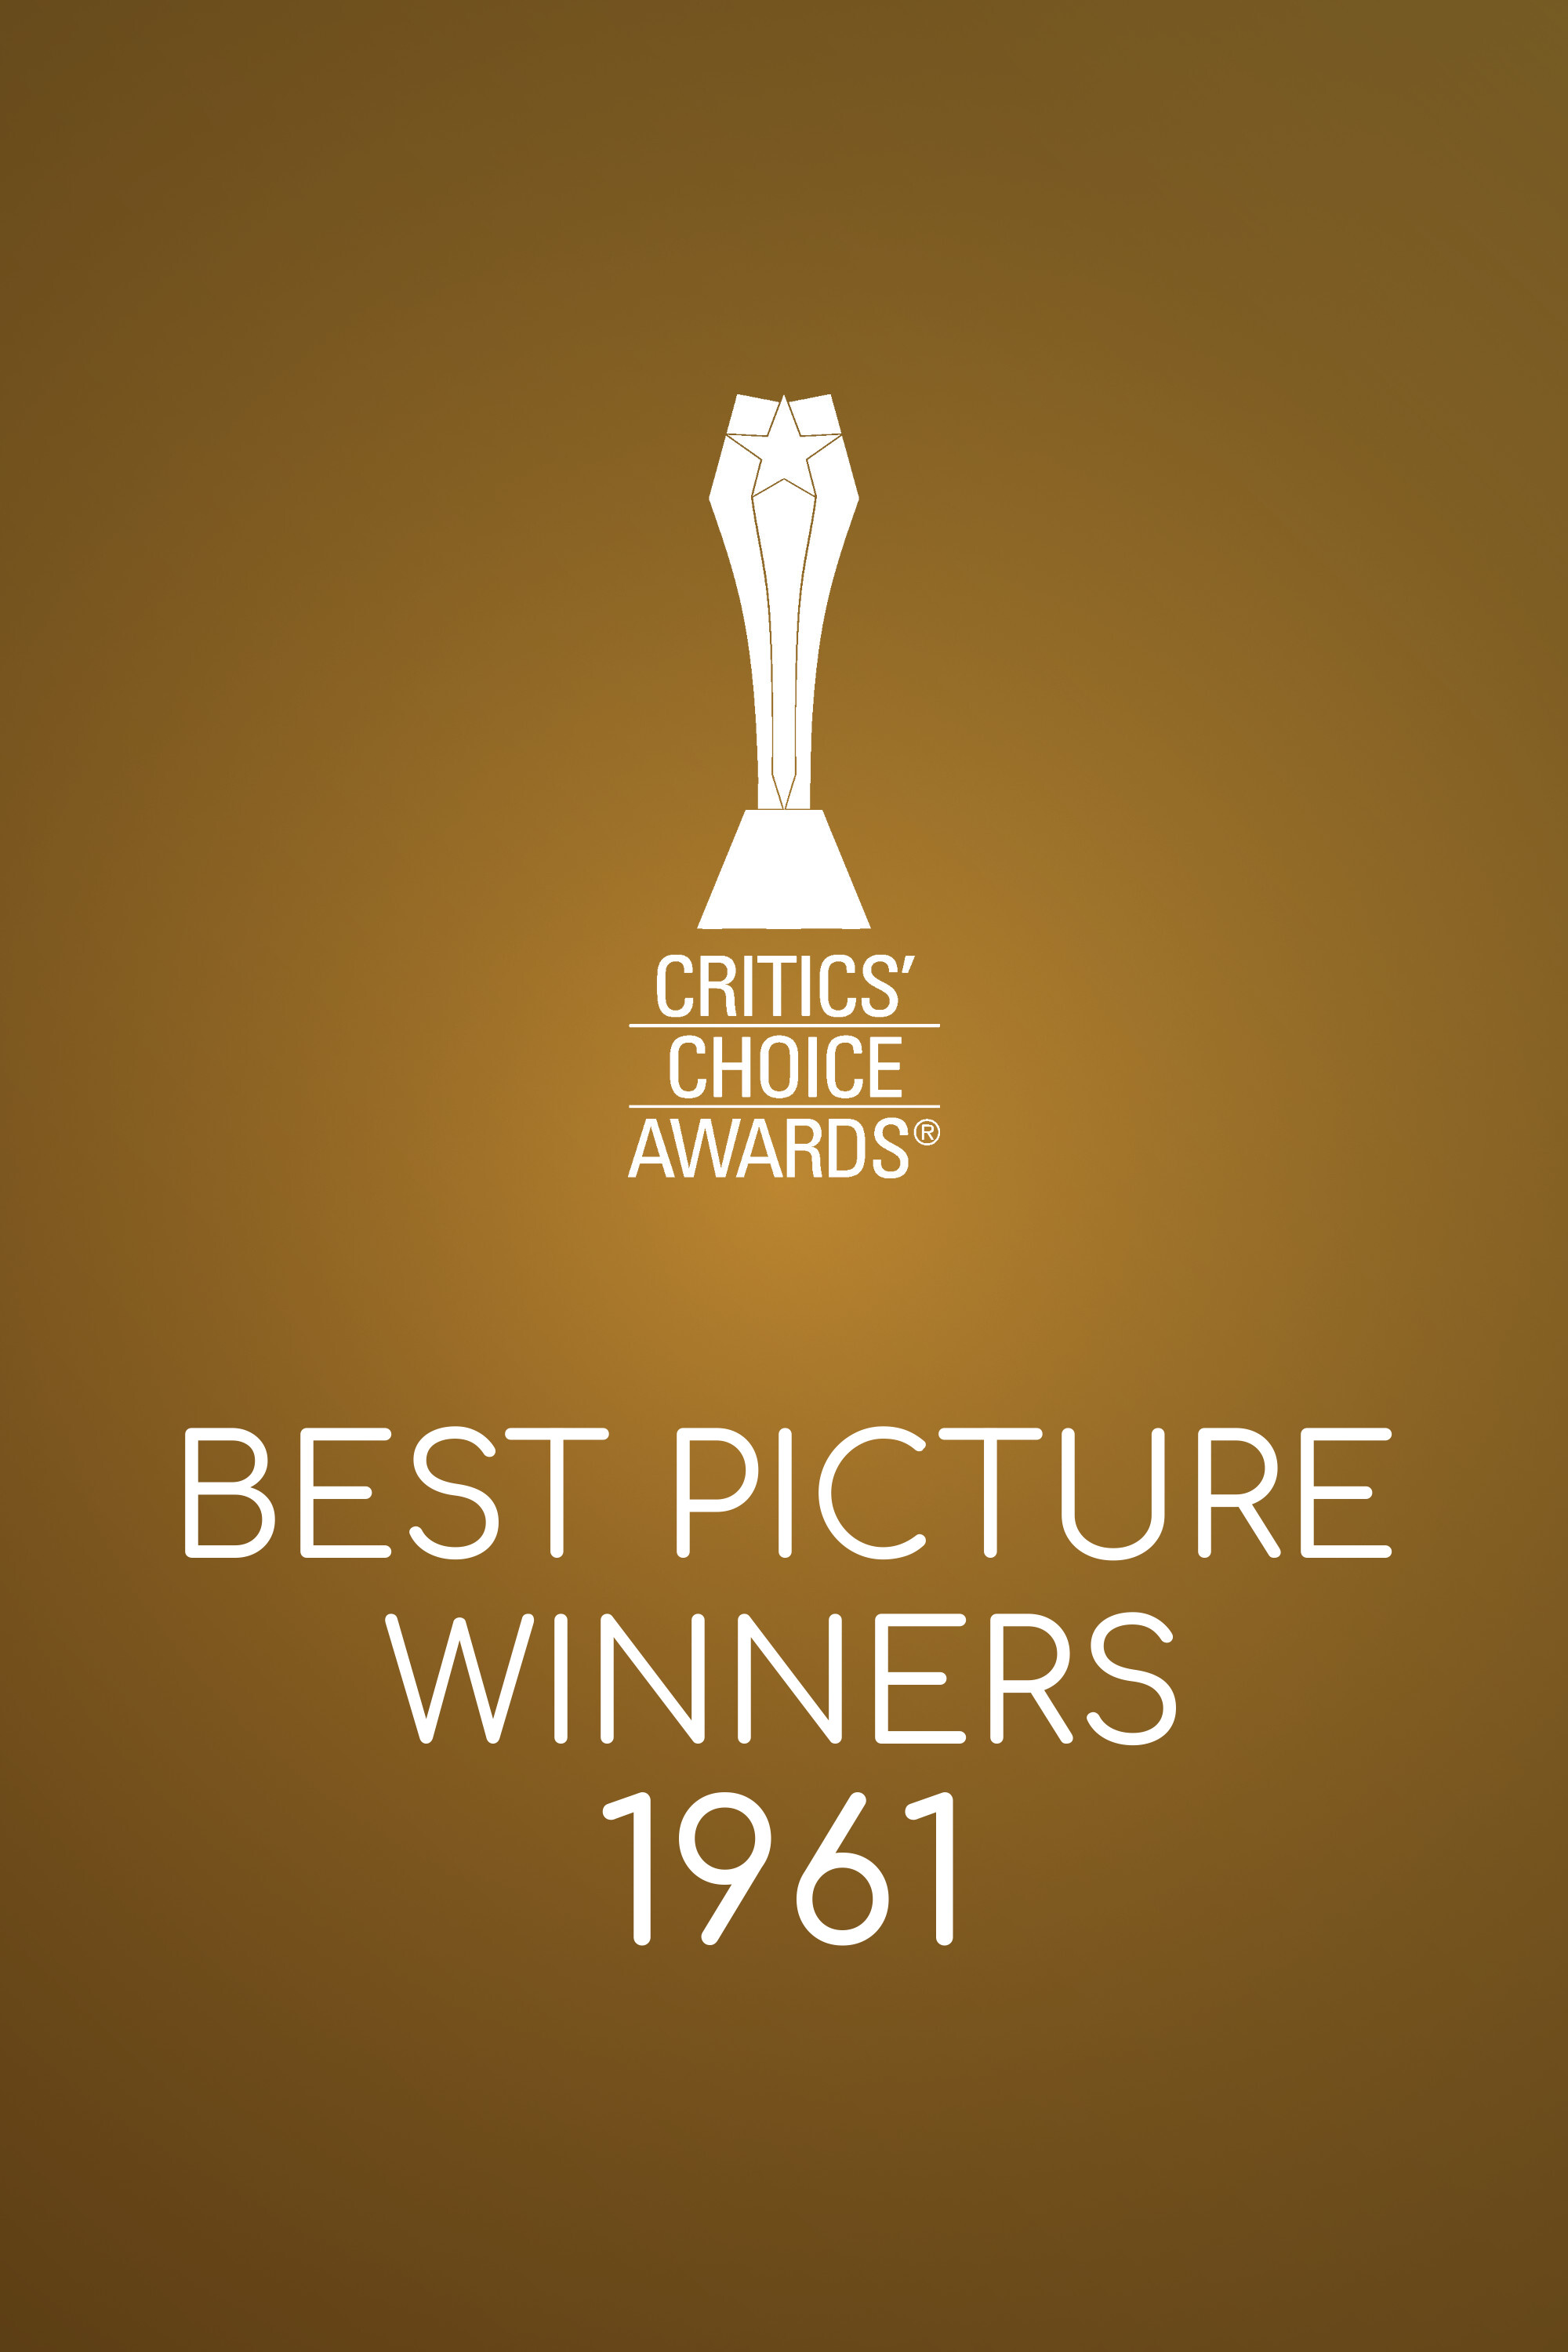 CRITICS'
CHOICE
AWARDS®
BEST PICTURE
WINNERS
1961